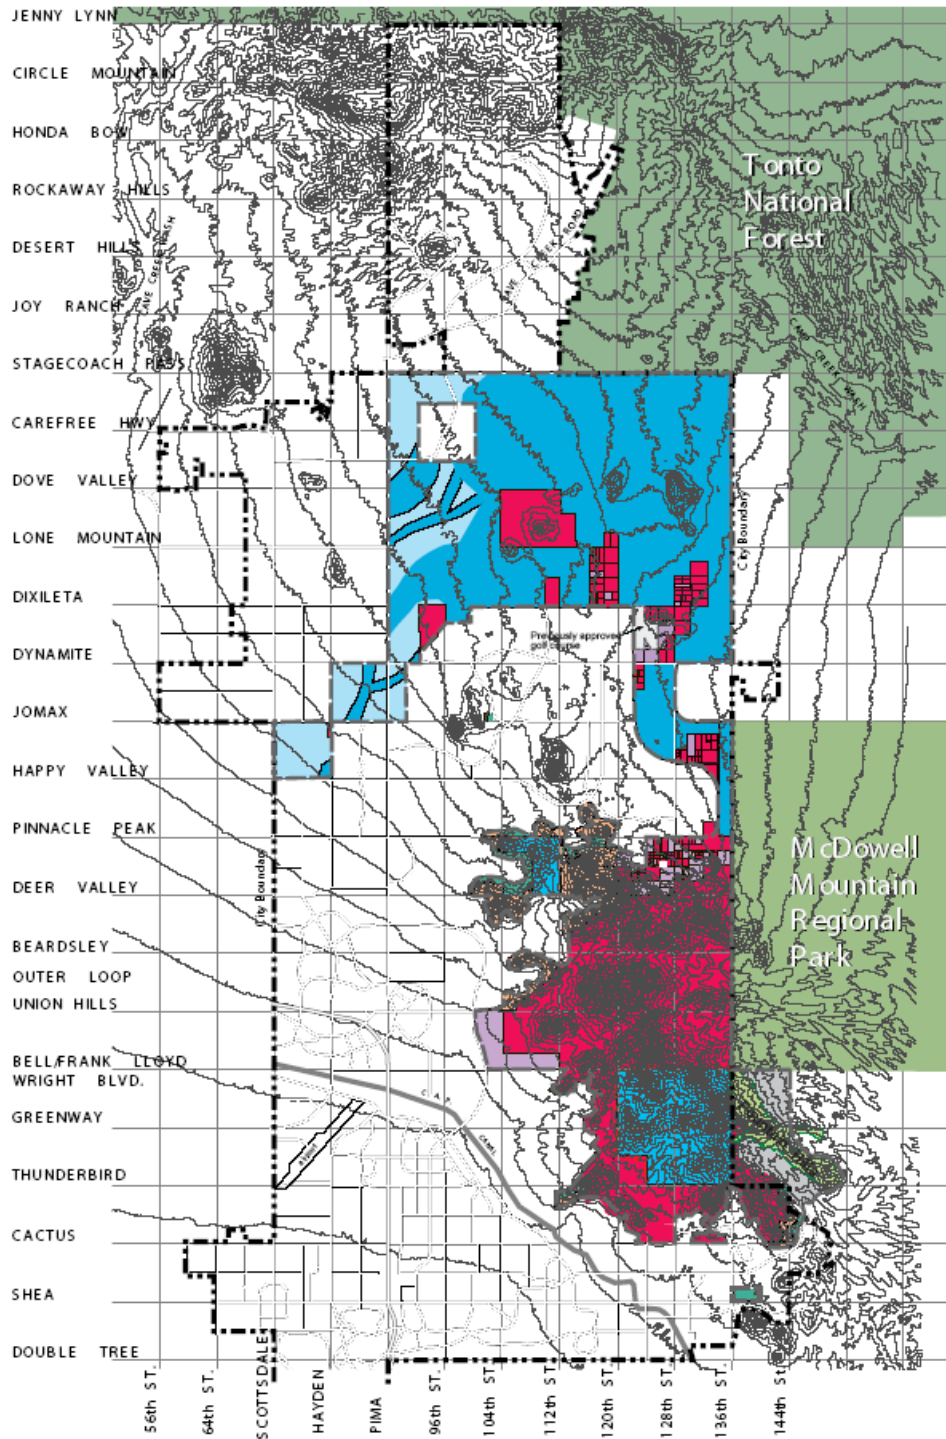 JENNY LYNN
CIRCLE MOUNTAIN
HONDA BOW
ROCKAWAY HILLS
DESERT HILLS
JOY RANCH
STAGECOACH PASS
CAREFREE HWY
DOVE VALLEY
LONE MOUNTAIN
DIXILETA
DYNAMITE
JOMAX
HAPPY VALLEY
PINNACLE PEAK
DEER VALLEY
BEARDSLEY
OUTER LOOP
UNION HILLS
BELL/FRANK LLOYD
WRIGHT BLVD.
GREENWAY
THUNDERBIRD
CACTUS
SHEA
DOUBLE TREE
Tonto
National
Forest
McDowell
Mountain
Regional
Park
City Boundary
City Boundary
Previously approved
golf course
CREEK ROAD
C. A. P.
CANAL
56th ST.
64th ST.
SCOTTSDALE
HAYDEN
PIMA
96th ST.
104th ST.
112th ST.
120th ST.
128th ST.
136th ST.
144th St.